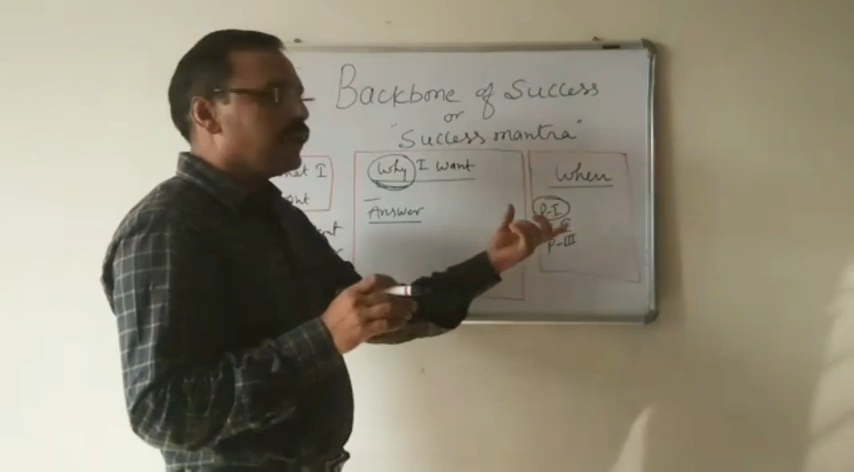 Backbone of Success
or
"Success mantra"
I
Why I want
Answer
When
P-I
P-III